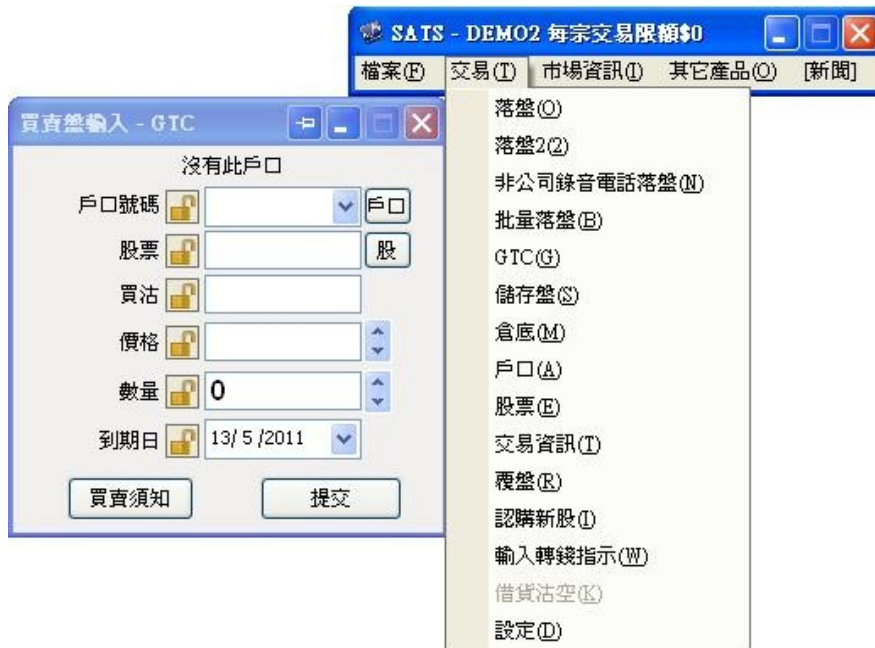 SATS - DEMO2 每宗交易限額$0
檔案(F) 交易(T) 市場資訊(I) 其它產品(O) [新聞]
買賣盤輸入 - GTC
沒有此戶口
戶口號碼 戶口
股票 股
買沽
價格
數量 0
到期日 13/ 5 /2011
買賣須知 提交
落盤(O)
落盤2(2)
非公司錄音電話落盤(N)
批量落盤(B)
GTC(G)
儲存盤(S)
倉底(M)
戶口(A)
股票(E)
交易資訊(T)
覆盤(R)
認購新股(I)
輸入轉錢指示(W)
借貨沽空(K)
設定(D)